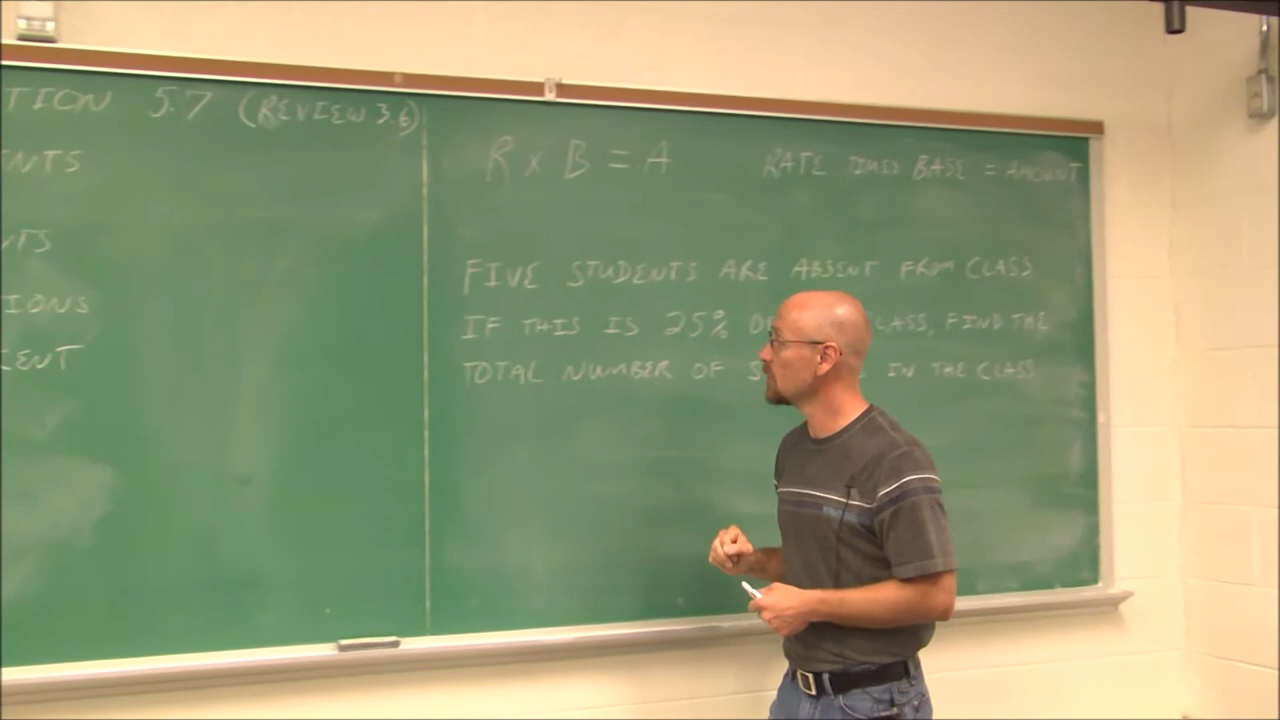 TION 5.7 (REVIEW 3.6)
NTS
NTS
IONS
CENT
R x B = A RATE TIMES BASE = AMOUNT
FIVE STUDENTS ARE ABSENT FROM CLASS
IF THIS IS 25% O CLASS, FIND THE
TOTAL NUMBER OF S IN THE CLASS